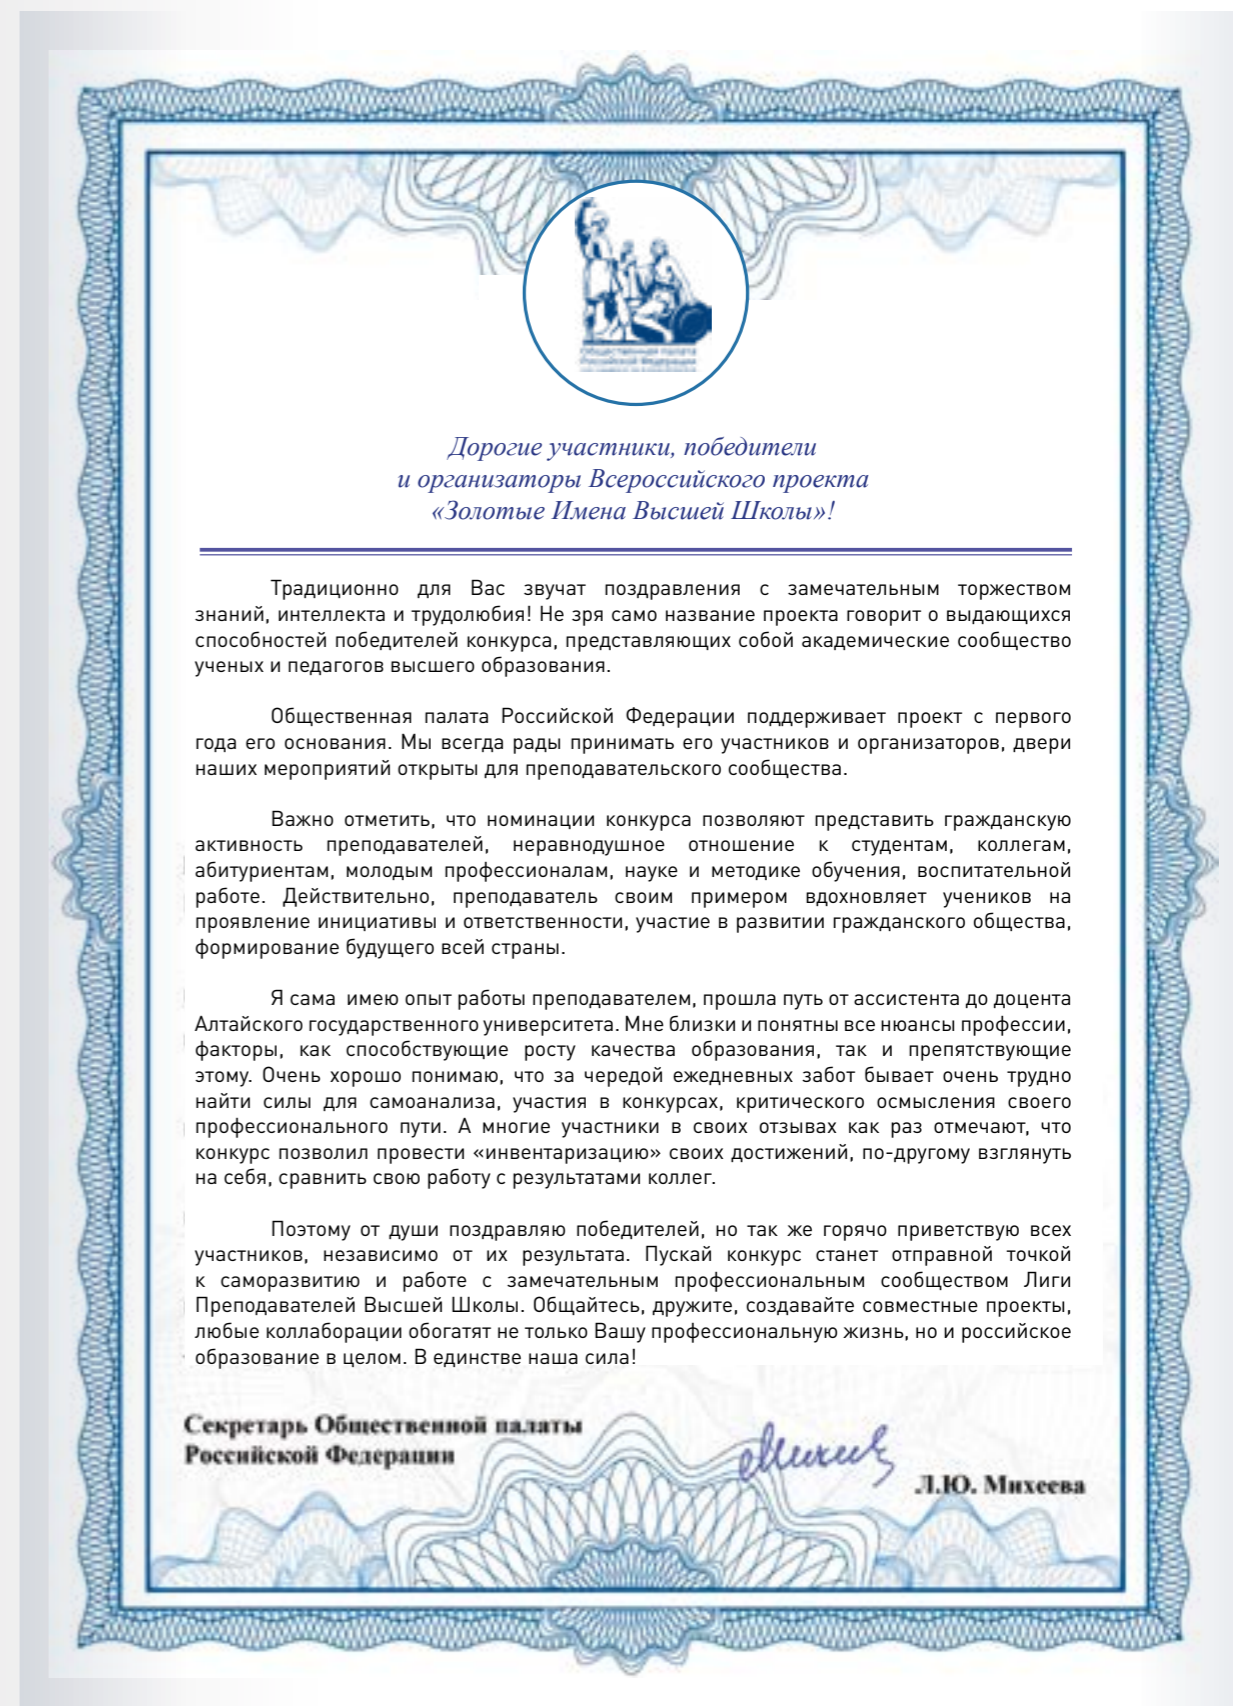 Общественная палата
Российской Федерации
Дорогие участники, победители
и организаторы Всероссийского проекта
«Золотые Имена Высшей Школы»!
Традиционно для Вас звучат поздравления с замечательным торжеством
знаний, интеллекта и трудолюбия! Не зря само название проекта говорит о выдающихся
способностей победителей конкурса, представляющих собой академические сообщество
ученых и педагогов высшего образования.
Общественная палата Российской Федерации поддерживает проект с первого
года его основания. Мы всегда рады принимать его участников и организаторов, двери
наших мероприятий открыты для преподавательского сообщества.
Важно отметить, что номинации конкурса позволяют представить гражданскую
активность преподавателей, неравнодушное отношение к студентам, коллегам,
абитуриентам, молодым профессионалам, науке и методике обучения, воспитательной
работе. Действительно, преподаватель своим примером вдохновляет учеников на
проявление инициативы и ответственности, участие в развитии гражданского общества,
формирование будущего всей страны.
Я сама имею опыт работы преподавателем, прошла путь от ассистента до доцента
Алтайского государственного университета. Мне близки и понятны все нюансы профессии,
факторы, как способствующие росту качества образования, так и препятствующие
этому. Очень хорошо понимаю, что за чередой ежедневных забот бывает очень трудно
найти силы для самоанализа, участия в конкурсах, критического осмысления своего
профессионального пути. А многие участники в своих отзывах как раз отмечают, что
конкурс позволил провести «инвентаризацию» своих достижений, по-другому взглянуть
на себя, сравнить свою работу с результатами коллег.
Поэтому от души поздравляю победителей, но так же горячо приветствую всех
участников, независимо от их результата. Пускай конкурс станет отправной точкой
к саморазвитию и работе с замечательным профессиональным сообществом Лиги
Преподавателей Высшей Школы. Общайтесь, дружите, создавайте совместные проекты,
любые коллаборации обогатят не только Вашу профессиональную жизнь, но и российское
образование в целом. В единстве наша сила!
Секретарь Общественной палаты
Российской Федерации
Л.Ю. Михеева